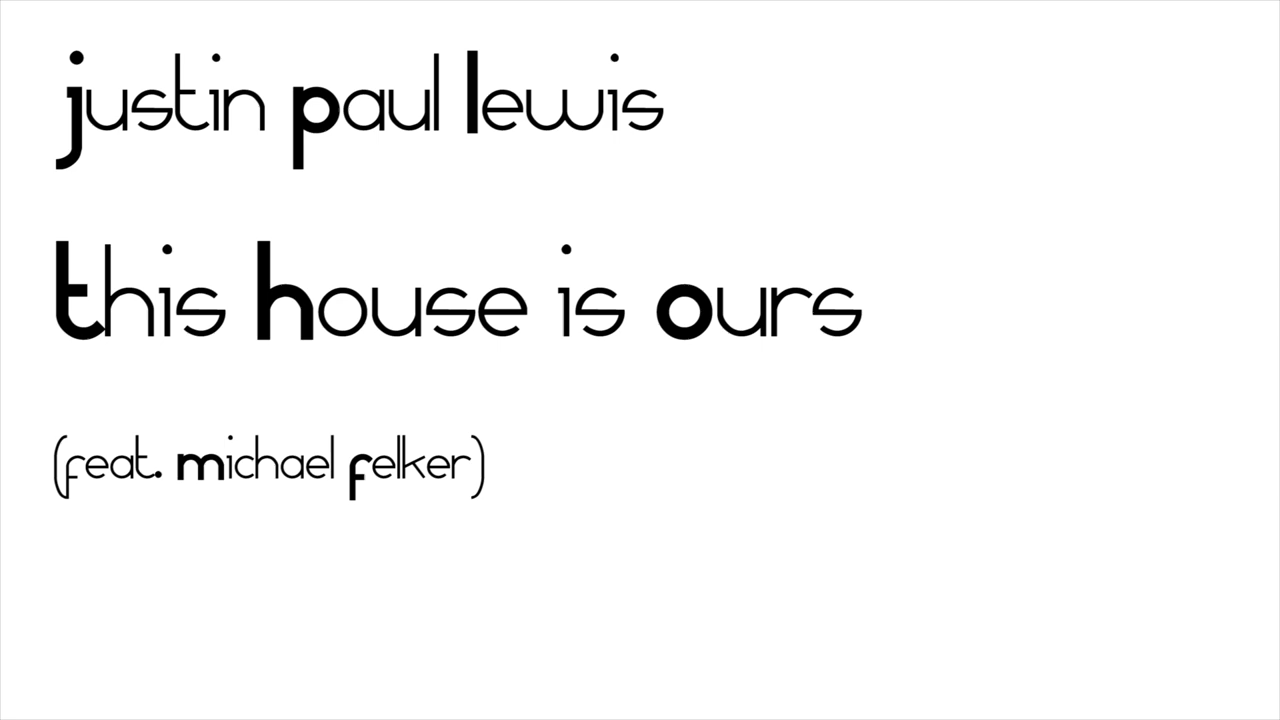 justin paul lewis
this house is ours
(feat. michael felker)